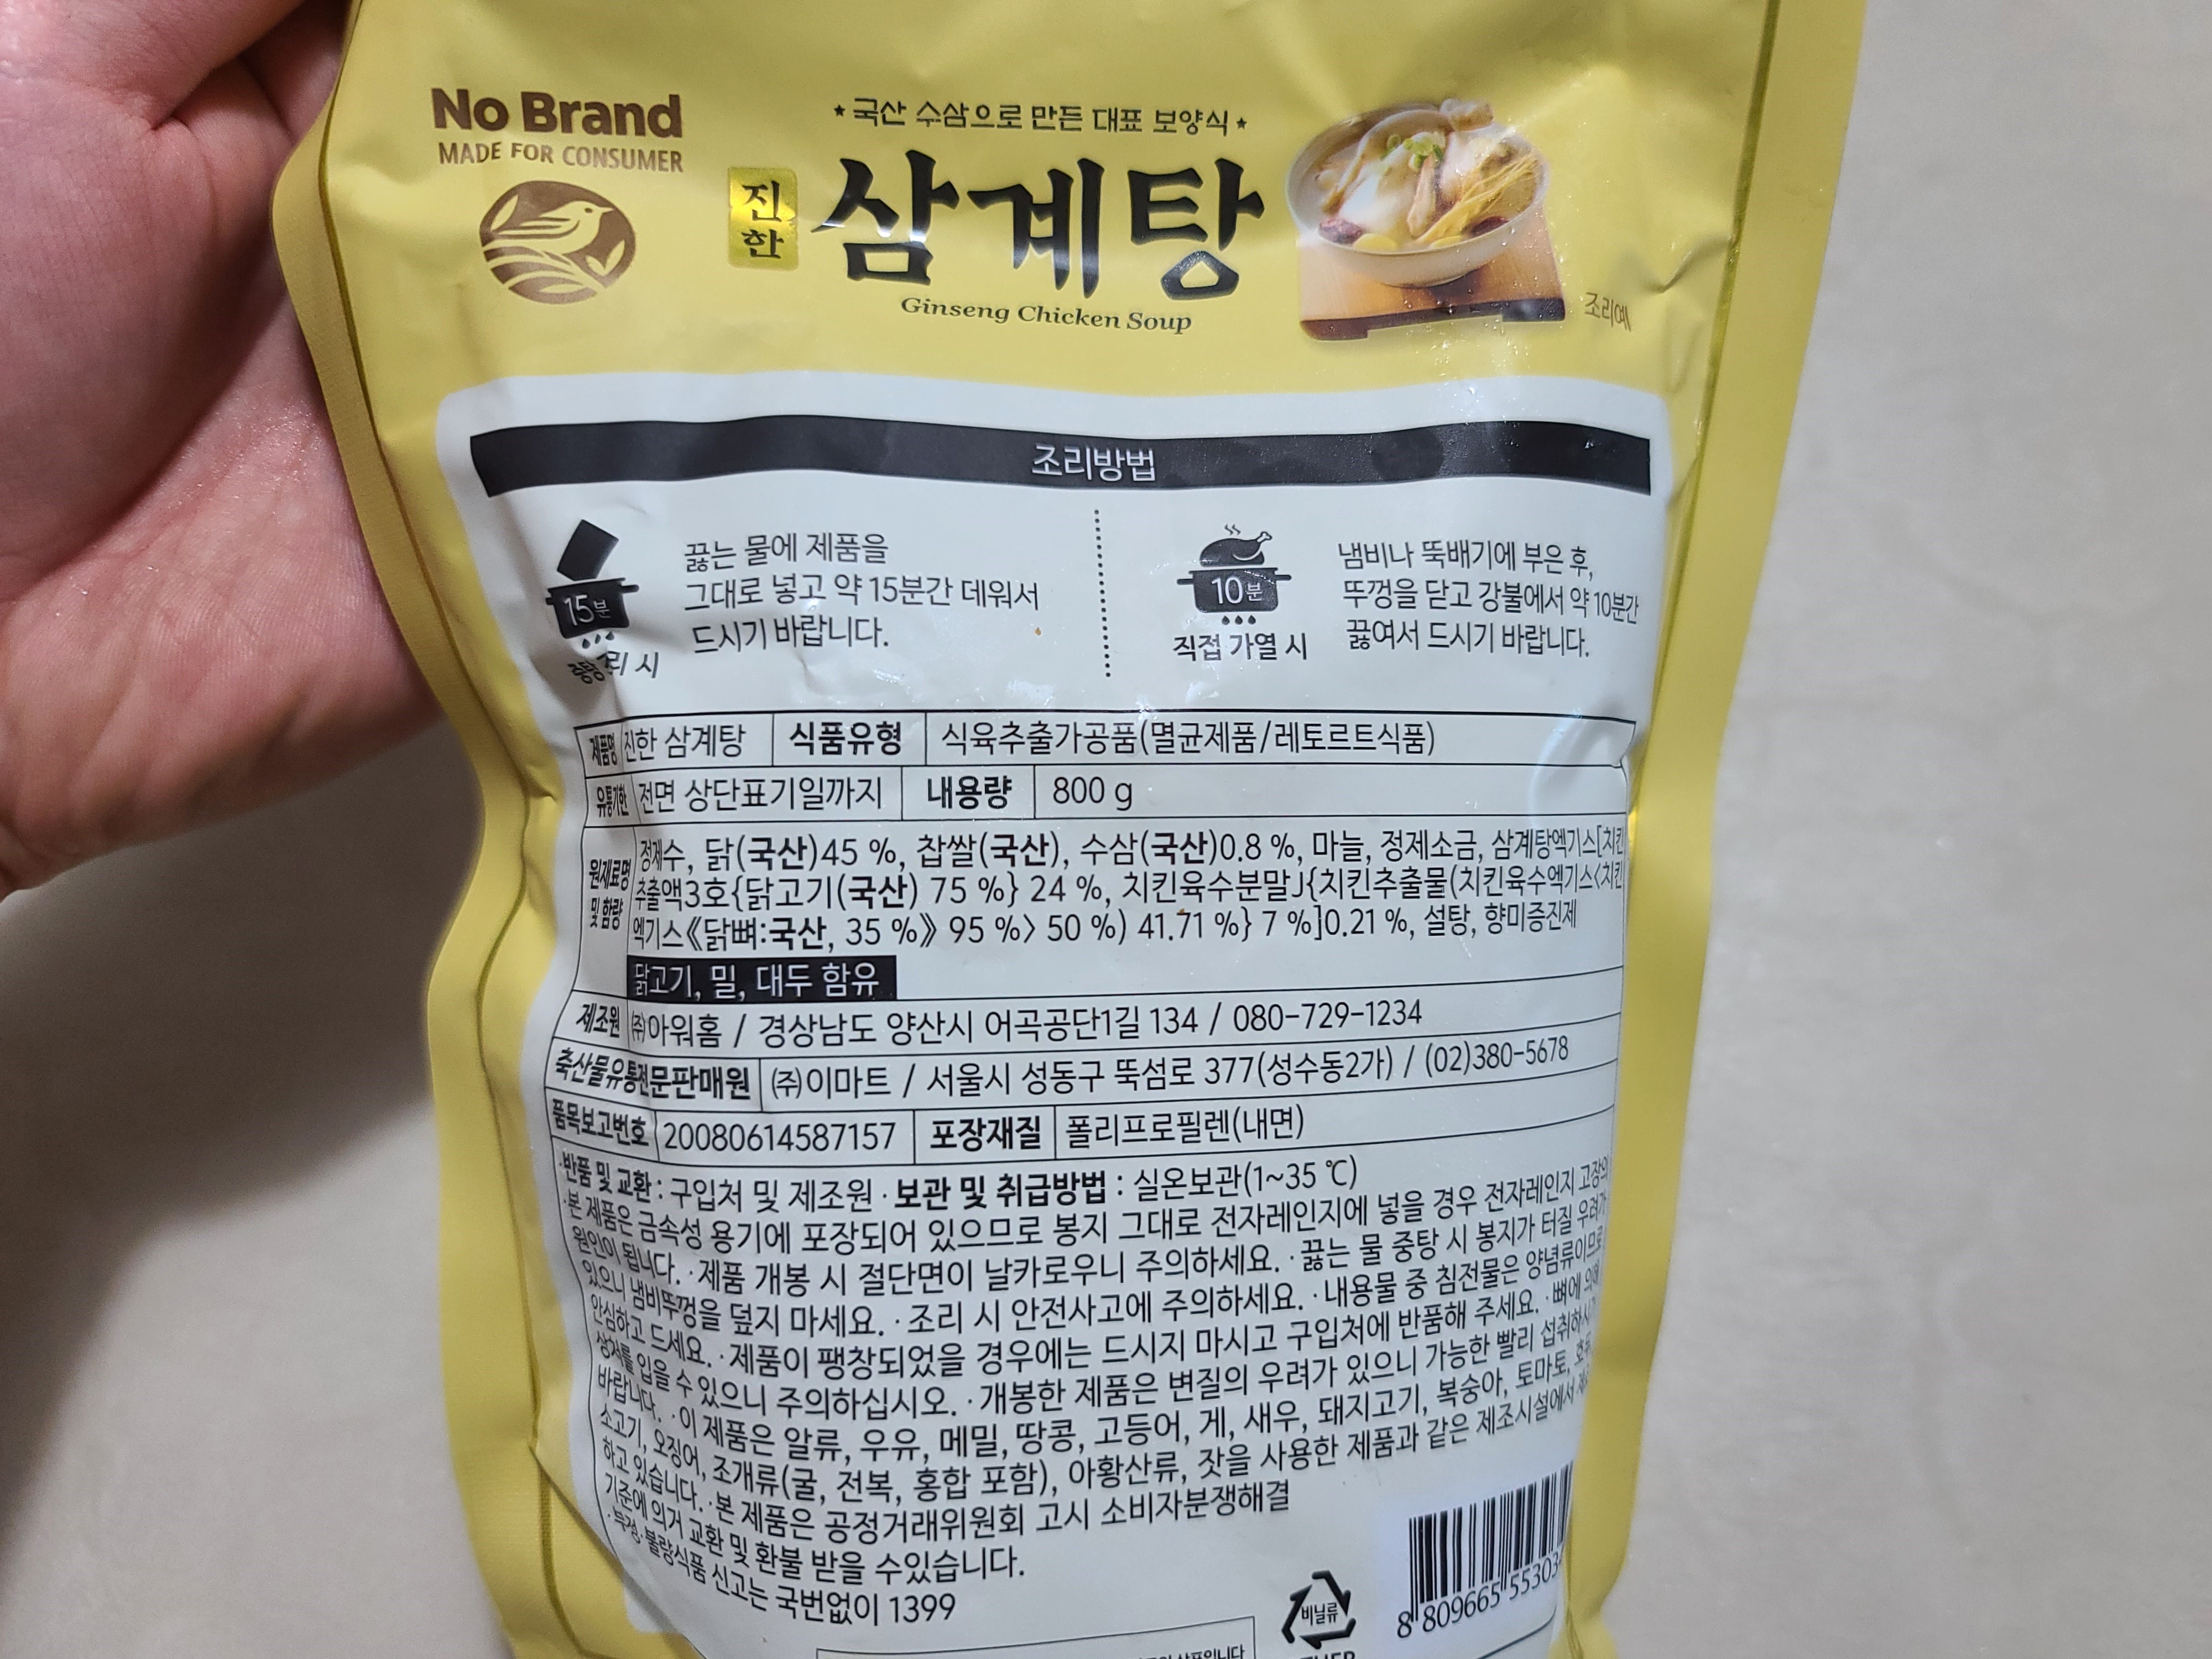 No Brand
MADE FOR CONSUMER
★국산 수삼으로 만든 대표 보양식★
진한
삼계탕
Ginseng Chicken Soup
조리예
조리방법
15분
중탕 리 시
끓는 물에 제품을
그대로 넣고 약 15분간 데워서
드시기 바랍니다.
10분
직접 가열 시
냄비나 뚝배기에 부은 후,
뚜껑을 닫고 강불에서 약 10분간
끓여서 드시기 바랍니다.
제품명 진한 삼계탕 식품유형 식육추출가공품(멸균제품/레토르트식품)
유통기한 전면 상단표기일까지 내용량 800 g
원재료명 및 함량
정제수, 닭(국산)45 %, 찹쌀(국산), 수삼(국산)0.8 %, 마늘, 정제소금, 삼계탕엑기스[치킨
추출액3호{닭고기(국산) 75 %} 24 %, 치킨육수분말J{치킨추출물(치킨육수엑기스<치킨
엑기스《닭뼈:국산, 35 %》 95 %> 50 %) 41.71 %} 7 %]0.21 %, 설탕, 향미증진제
닭고기, 밀, 대두 함유
제조원 ㈜아워홈 / 경상남도 양산시 어곡공단1길 134 / 080-729-1234
축산물유통전문판매원 ㈜이마트 / 서울시 성동구 뚝섬로 377(성수동2가) / (02)380-5678
품목보고번호 20080614587157 포장재질 폴리프로필렌(내면)
·반품 및 교환 : 구입처 및 제조원 · 보관 및 취급방법 : 실온보관(1~35 ℃)
·본 제품은 금속성 용기에 포장되어 있으므로 봉지 그대로 전자레인지에 넣을 경우 전자레인지 고장의
원인이 됩니다. ·제품 개봉 시 절단면이 날카로우니 주의하세요. ·끓는 물 중탕 시 봉지가 터질 우려가
있으니 냄비뚜껑을 덮지 마세요. ·조리 시 안전사고에 주의하세요. ·내용물 중 침전물은 양념류이므로
안심하고 드세요. ·제품이 팽창되었을 경우에는 드시지 마시고 구입처에 반품해 주세요. ·뼈에 의해
상처를 입을 수 있으니 주의하십시오. ·개봉한 제품은 변질의 우려가 있으니 가능한 빨리 섭취하시기
바랍니다. ·이 제품은 알류, 우유, 메밀, 땅콩, 고등어, 게, 새우, 돼지고기, 복숭아, 토마토, 호두,
소고기, 오징어, 조개류(굴, 전복, 홍합 포함), 아황산류, 잣을 사용한 제품과 같은 제조시설에서
하고 있습니다. ·본 제품은 공정거래위원회 고시 소비자분쟁해결
기준에 의거 교환 및 환불 받을 수있습니다.
·부정·불량식품 신고는 국번없이 1399
비닐류
8 809665 55303